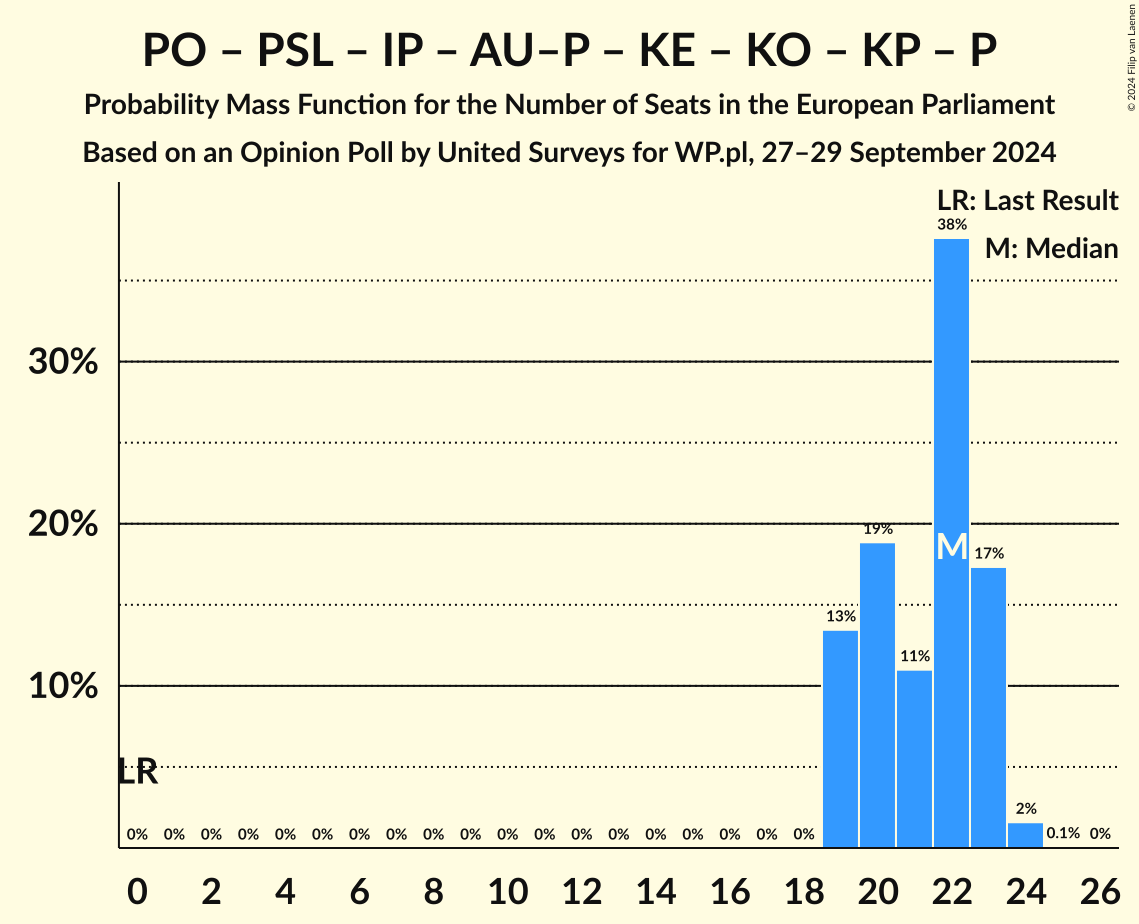 PO – PSL – IP – AU–P – KE – KO – KP – P
Probability Mass Function for the Number of Seats in the European Parliament
Based on an Opinion Poll by United Surveys for WP.pl, 27–29 September 2024
© 2024 Filip van Laenen
LR: Last Result
M: Median
38%
30%
20%
19%
M
17%
13%
11%
10%
LR
2%
0% 0% 0% 0% 0% 0% 0% 0% 0% 0% 0% 0% 0% 0% 0% 0% 0% 0% 0% 0.1% 0%
0 2 4 6 8 10 12 14 16 18 20 22 24 26